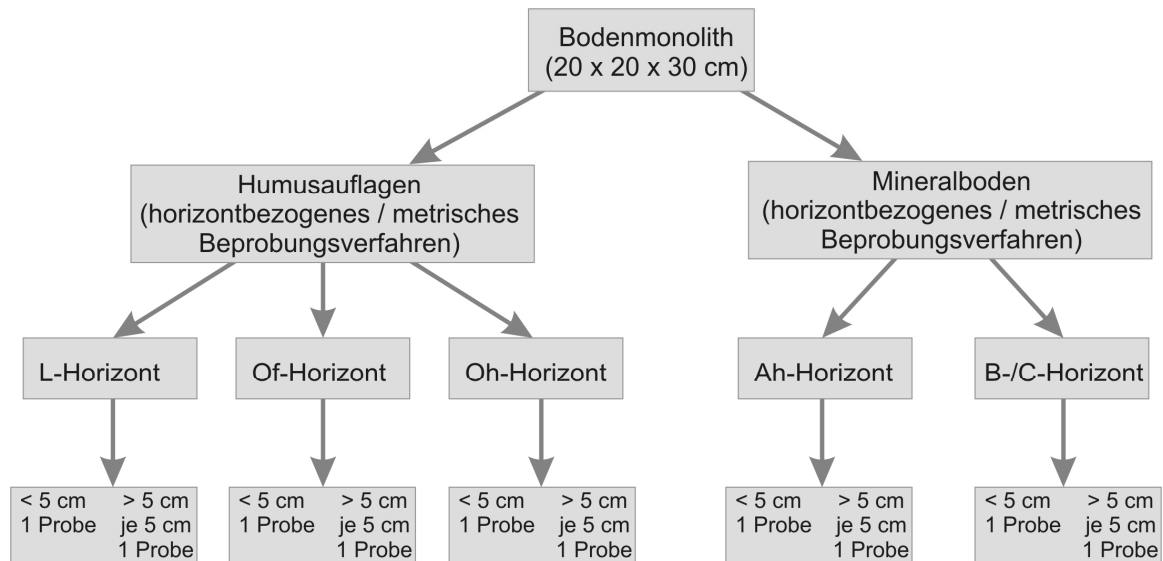 Bodenmonolith
(20 x 20 x 30 cm)
Humusauflagen
(horizontbezogenes / metrisches
Beprobungsverfahren)
Mineralboden
(horizontbezogenes / metrisches
Beprobungsverfahren)
L-Horizont
Of-Horizont
Oh-Horizont
Ah-Horizont
B-/C-Horizont
< 5 cm
1 Probe
> 5 cm
je 5 cm
1 Probe
< 5 cm
1 Probe
> 5 cm
je 5 cm
1 Probe
< 5 cm
1 Probe
> 5 cm
je 5 cm
1 Probe
< 5 cm
1 Probe
> 5 cm
je 5 cm
1 Probe
< 5 cm
1 Probe
> 5 cm
je 5 cm
1 Probe